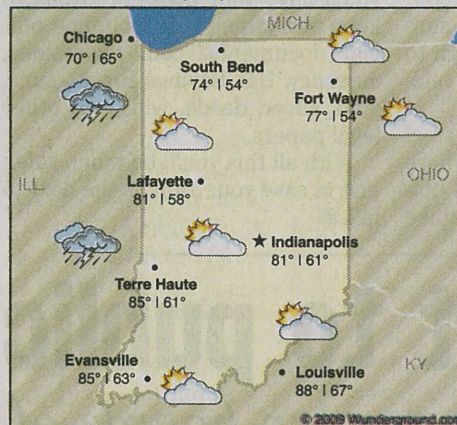 MICH.
Chicago
70° | 65°
South Bend
74° | 54°
Fort Wayne
77° | 54°
ILL.
OHIO
Lafayette
81° | 58°
Indianapolis
81° | 61°
Terre Haute
85° | 61°
Evansville
85° | 63°
Louisville
88° | 67°
KY.
© 2009 Wunderground.com